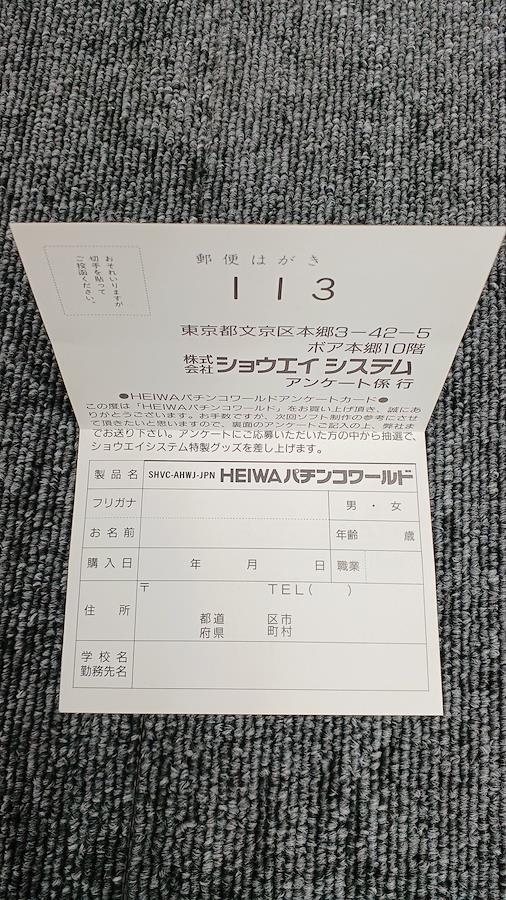 郵便はがき
おそれいりますが
切手を貼って
ご投函ください。
113
東京都文京区本郷3-42-5
ボア本郷10階
株式会社 ショウエイ システム
アンケート係 行
●HEIWAパチンコワールドアンケートカード●
この度は「HEIWAパチンコワールド」をお買い上げ頂き、誠にあ
りがとうございます。お手数ですが、次回ソフト制作の参考にさせ
て頂きたいと思いますので、裏面のアンケートご記入の上、弊社ま
でお送り下さい。アンケートにご応募いただいた方の中から抽選で、
ショウエイシステム特製グッズを差し上げます。
製品名 SHVC-AHWJ-JPN HEIWAパチンコワールド
フリガナ 男・女
お名前 年齢 歳
購入日 年 月 日 職業
住所 〒 TEL( )
都道 区市
府県 町村
学校名
勤務先名